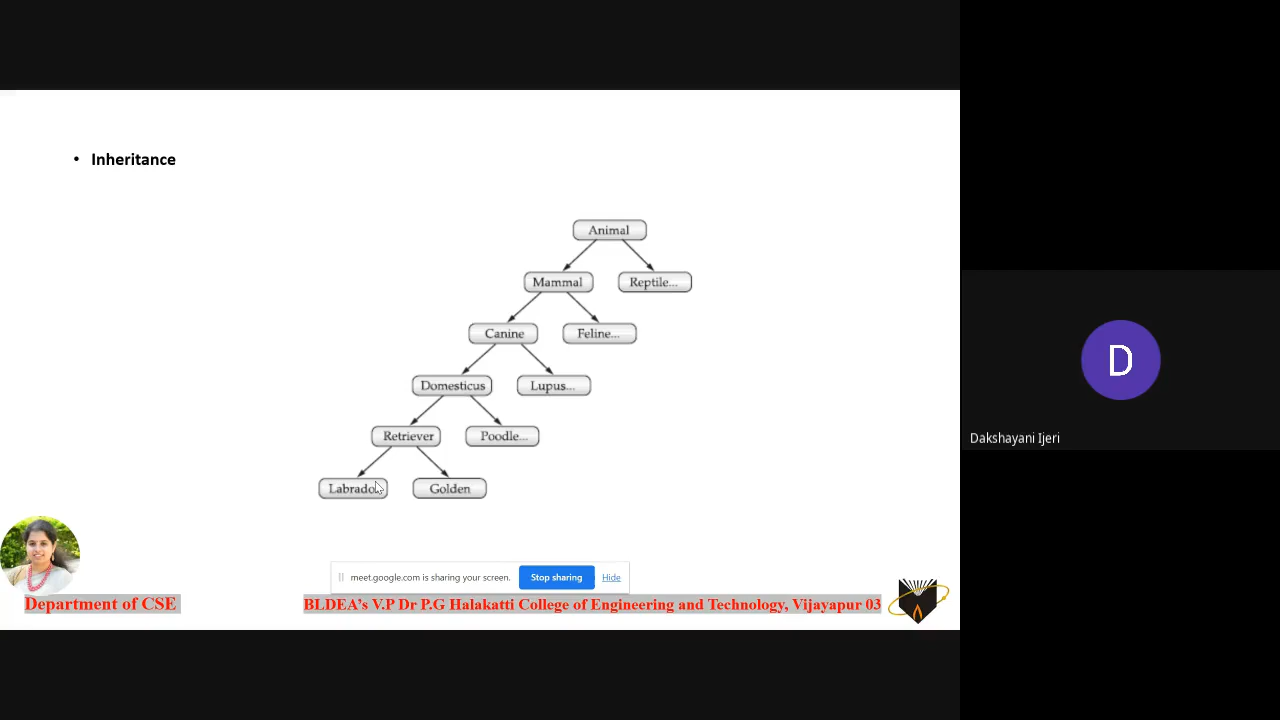 • Inheritance
Animal
Mammal Reptile...
Canine Feline...
Domesticus Lupus...
Retriever Poodle...
Labrado Golden
D
Dakshayani Ijeri
meet.google.com is sharing your screen. Stop sharing Hide
Department of CSE BLDEA's V.P Dr P.G Halakatti College of Engineering and Technology, Vijayapur 03